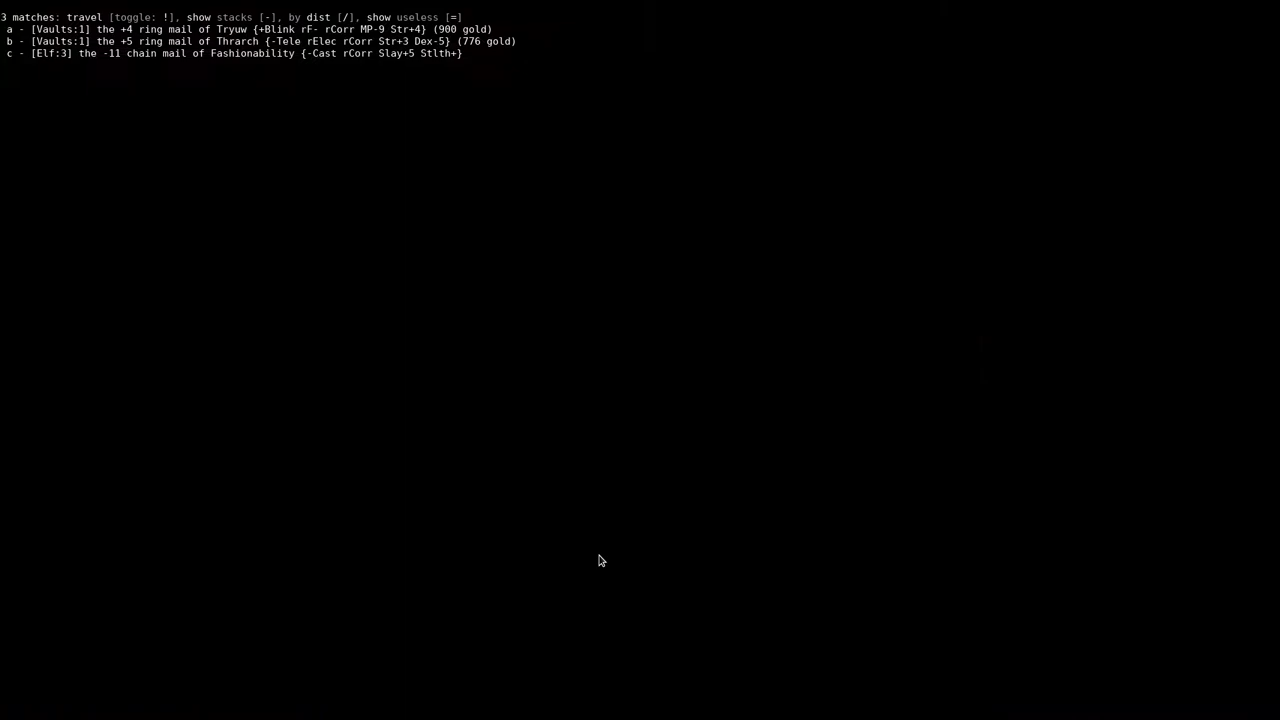 3 matches: travel [toggle: !], show stacks [-], by dist [/], show useless [=]
a - [Vaults:1] the +4 ring mail of Tryuw {+Blink rF- rCorr MP-9 Str+4} (900 gold)
b - [Vaults:1] the +5 ring mail of Thrarch {-Tele rElec rCorr Str+3 Dex-5} (776 gold)
c - [Elf:3] the -11 chain mail of Fashionability {-Cast rCorr Slay+5 Stlth+}